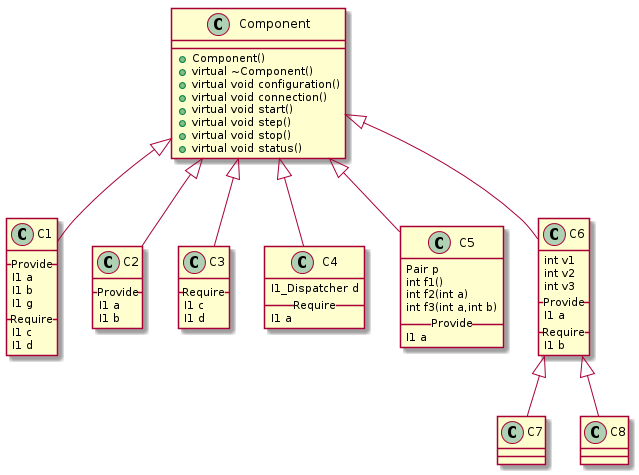 C Component
Component()
virtual ~Component()
virtual void configuration()
virtual void connection()
virtual void start()
virtual void step()
virtual void stop()
virtual void status()
C C1
Provide
I1 a
I1 b
I1 g
Require
I1 c
I1 d
C C2
Provide
I1 a
I1 b
C C3
Require
I1 c
I1 d
C C4
I1_Dispatcher d
Require
I1 a
C C5
Pair p
int f1()
int f2(int a)
int f3(int a,int b)
Provide
I1 a
C C6
int v1
int v2
int v3
Provide
I1 a
Require
I1 b
C C7
C C8